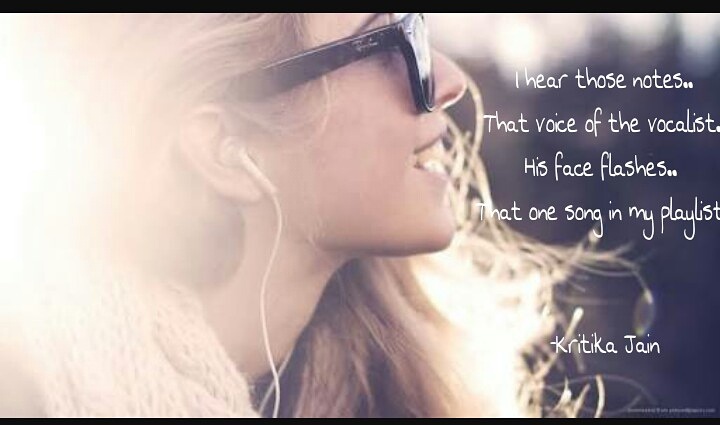 I hear those notes..
That voice of the vocalist.
His face flashes..
That one song in my playlist
-Kritika Jain